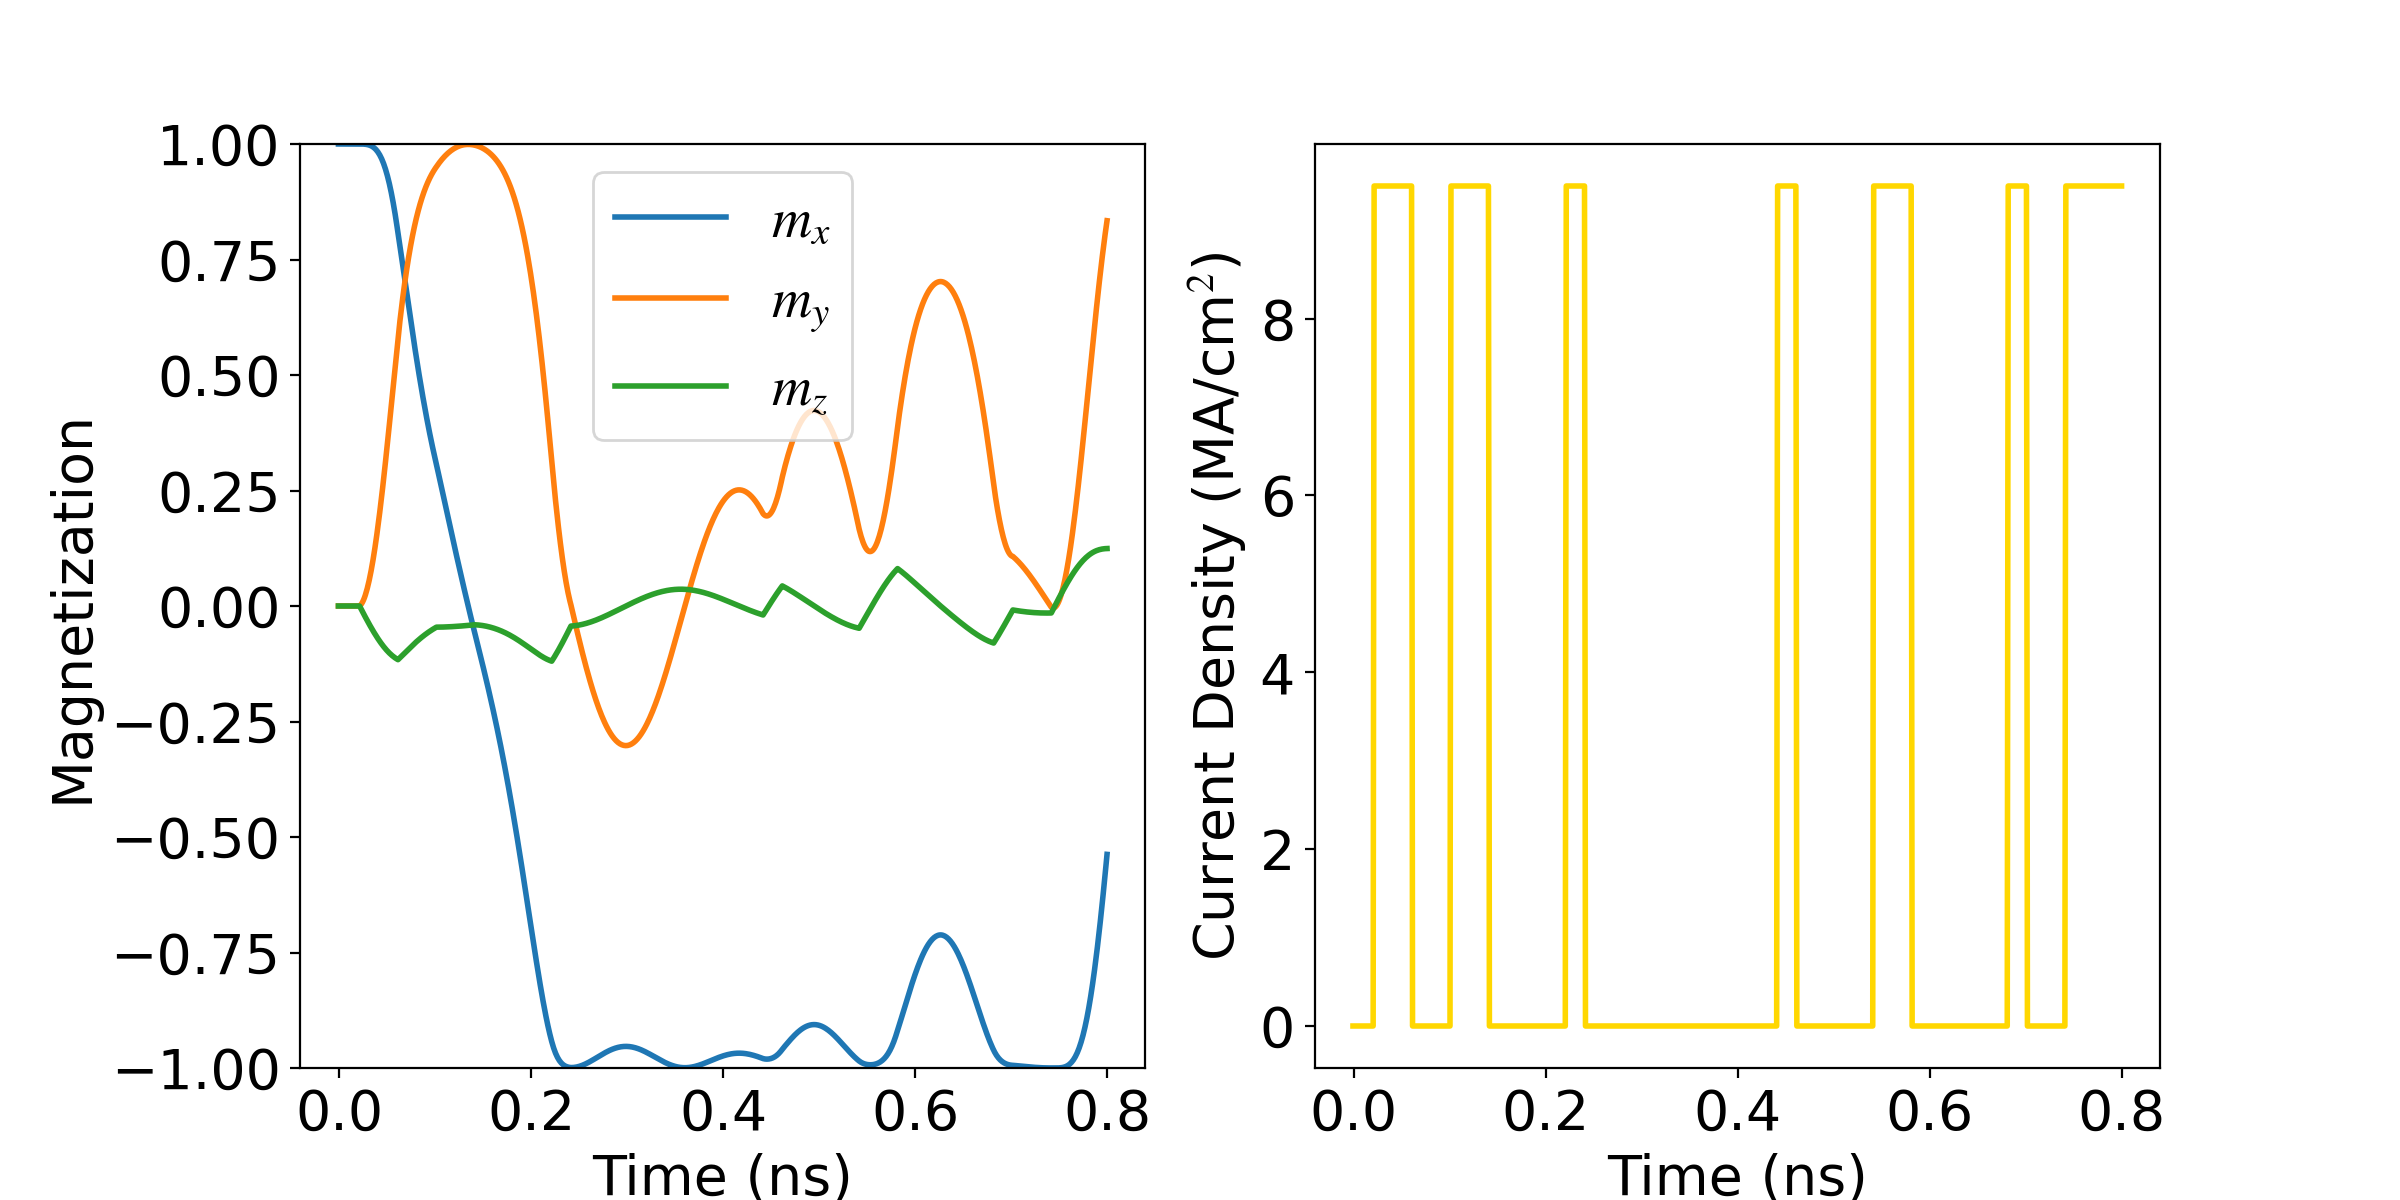 Magnetization
1.00
0.75
0.50
0.25
0.00
−0.25
−0.50
−0.75
−1.00
0.0 0.2 0.4 0.6 0.8
Time (ns)
mₓ
m_y
m_z
Current Density (MA/cm²)
8
6
4
2
0
0.0 0.2 0.4 0.6 0.8
Time (ns)